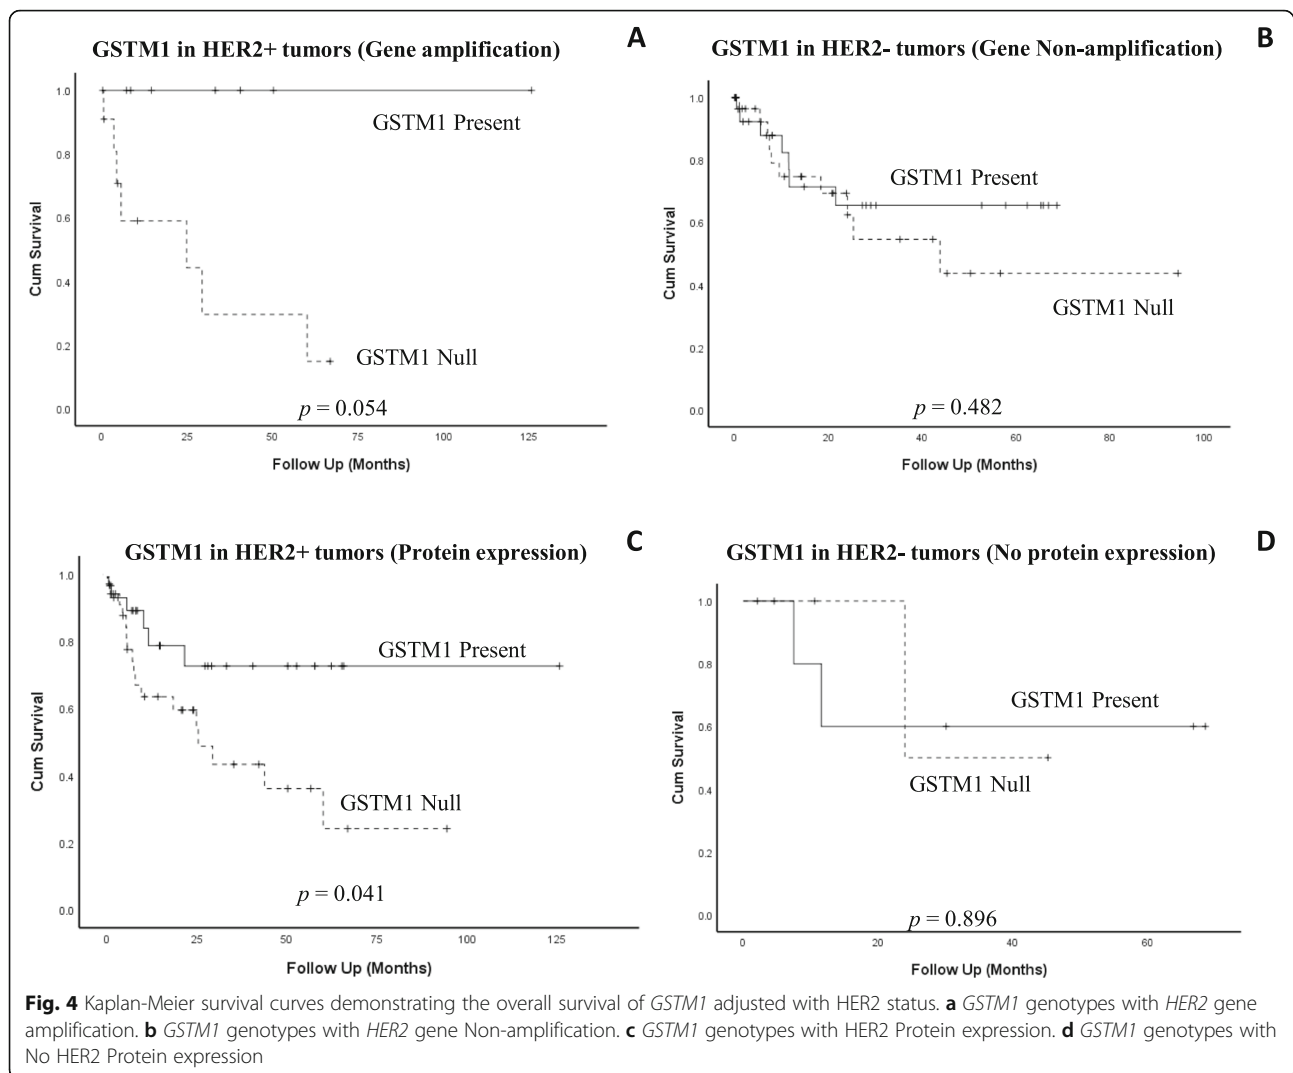 GSTM1 in HER2+ tumors (Gene amplification)
A
1.0
0.8
0.6
0.4
0.2
0.0
Cum Survival
GSTM1 Present
GSTM1 Null
p = 0.054
0 25 50 75 100 125
Follow Up (Months)
GSTM1 in HER2- tumors (Gene Non-amplification)
B
1.0
0.8
0.6
0.4
0.2
0.0
Cum Survival
GSTM1 Present
GSTM1 Null
p = 0.482
0 20 40 60 80 100
Follow Up (Months)
GSTM1 in HER2+ tumors (Protein expression)
C
1.0
0.8
0.6
0.4
0.2
0.0
Cum Survival
GSTM1 Present
GSTM1 Null
p = 0.041
0 25 50 75 100 125
Follow Up (Months)
GSTM1 in HER2- tumors (No protein expression)
D
1.0
0.8
0.6
0.4
0.2
0.0
Cum Survival
GSTM1 Present
GSTM1 Null
p = 0.896
0 20 40 60
Follow Up (Months)
Fig. 4 Kaplan-Meier survival curves demonstrating the overall survival of GSTM1 adjusted with HER2 status. a GSTM1 genotypes with HER2 gene
amplification. b GSTM1 genotypes with HER2 gene Non-amplification. c GSTM1 genotypes with HER2 Protein expression. d GSTM1 genotypes with
No HER2 Protein expression